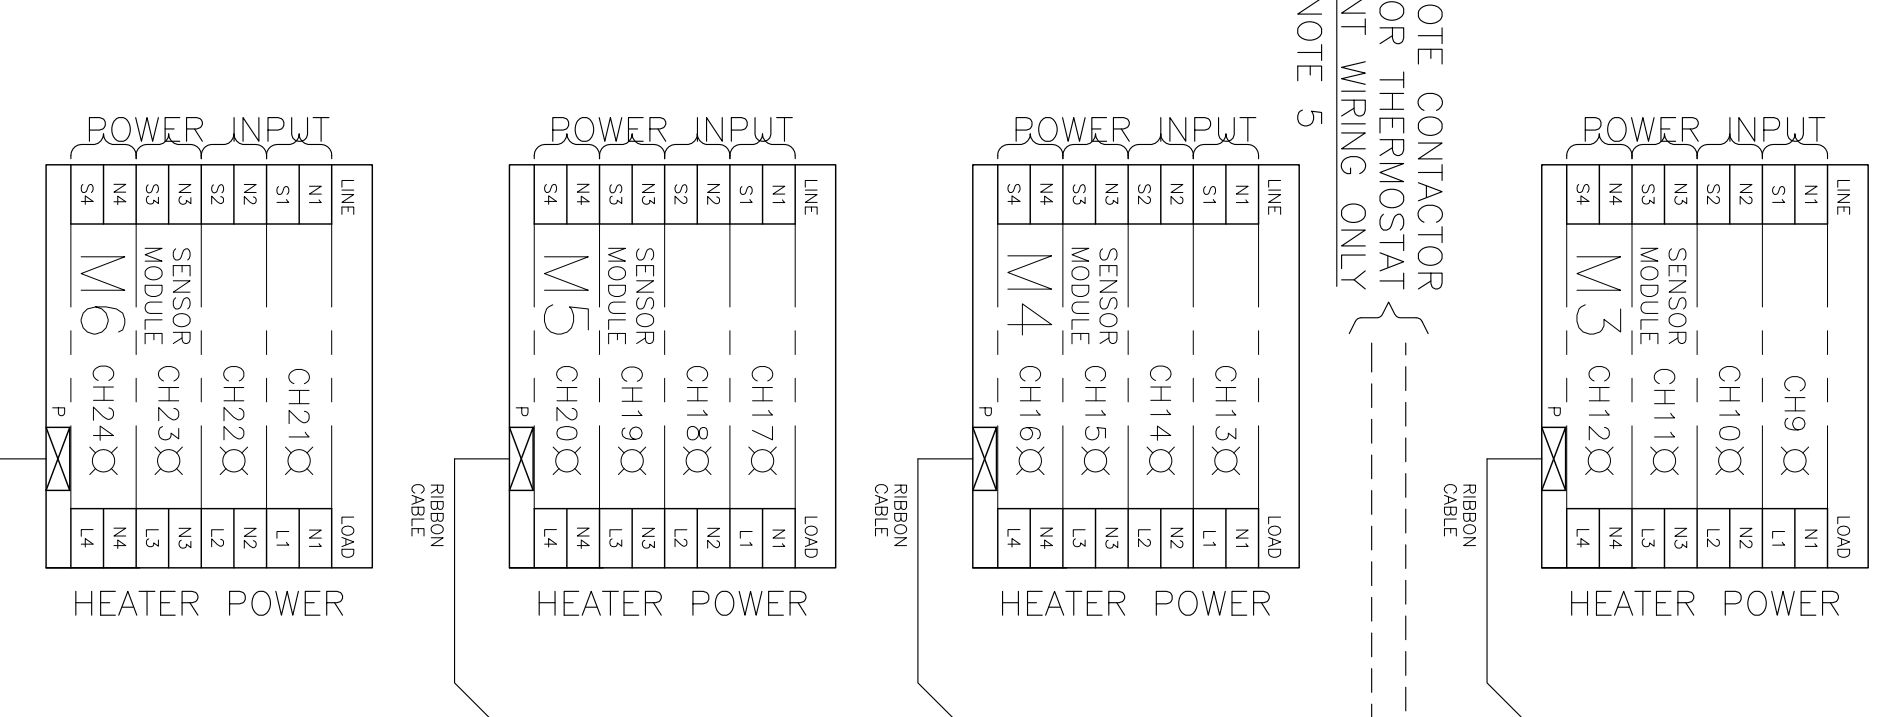 OTE CONTACTOR
OR THERMOSTAT
NT WIRING ONLY
NOTE 5
POWER INPUT
S4 N4 S3 N3 S2 N2 S1 N1 LINE
SENSOR
MODULE
M6
CH24 CH23 CH22 CH21
P
L4 N4 L3 N3 L2 N2 L1 N1 LOAD
HEATER POWER
POWER INPUT
S4 N4 S3 N3 S2 N2 S1 N1 LINE
SENSOR
MODULE
M5
CH20 CH19 CH18 CH17
P
RIBBON
CABLE
L4 N4 L3 N3 L2 N2 L1 N1 LOAD
HEATER POWER
POWER INPUT
S4 N4 S3 N3 S2 N2 S1 N1 LINE
SENSOR
MODULE
M4
CH16 CH15 CH14 CH13
P
RIBBON
CABLE
L4 N4 L3 N3 L2 N2 L1 N1 LOAD
HEATER POWER
POWER INPUT
S4 N4 S3 N3 S2 N2 S1 N1 LINE
SENSOR
MODULE
M3
CH12 CH11 CH10 CH9
P
RIBBON
CABLE
L4 N4 L3 N3 L2 N2 L1 N1 LOAD
HEATER POWER